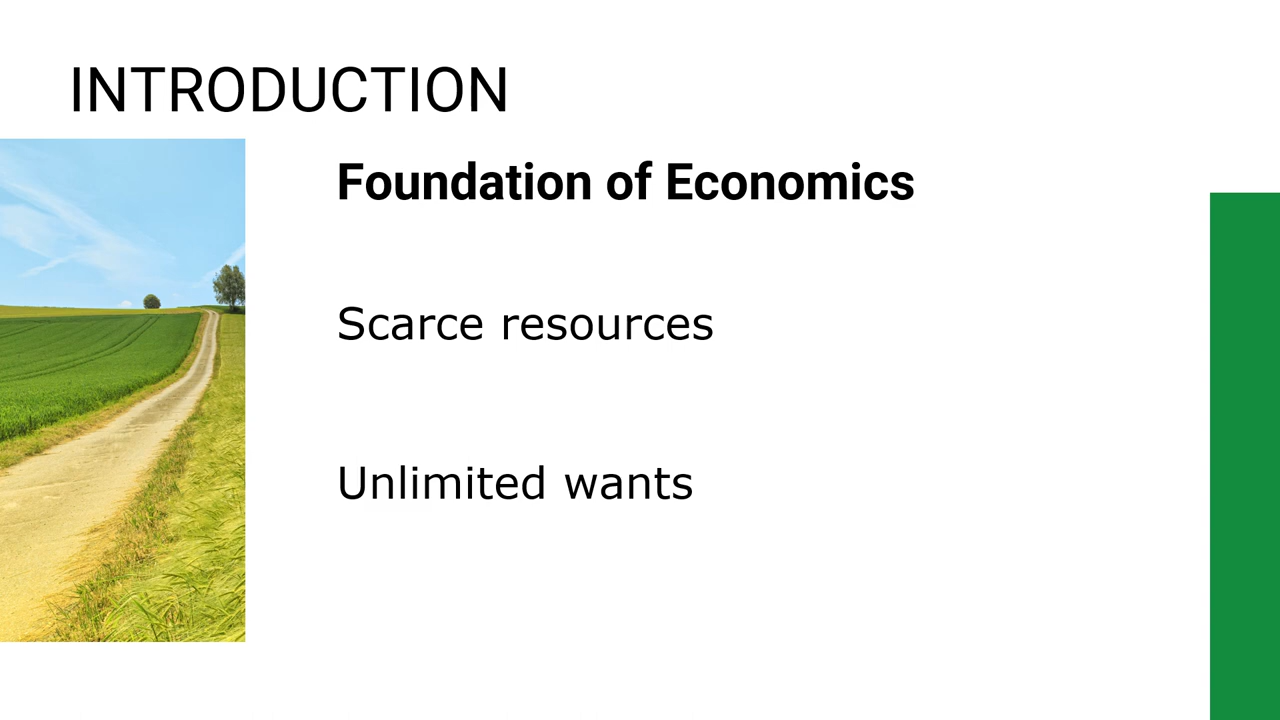 INTRODUCTION
Foundation of Economics
Scarce resources
Unlimited wants